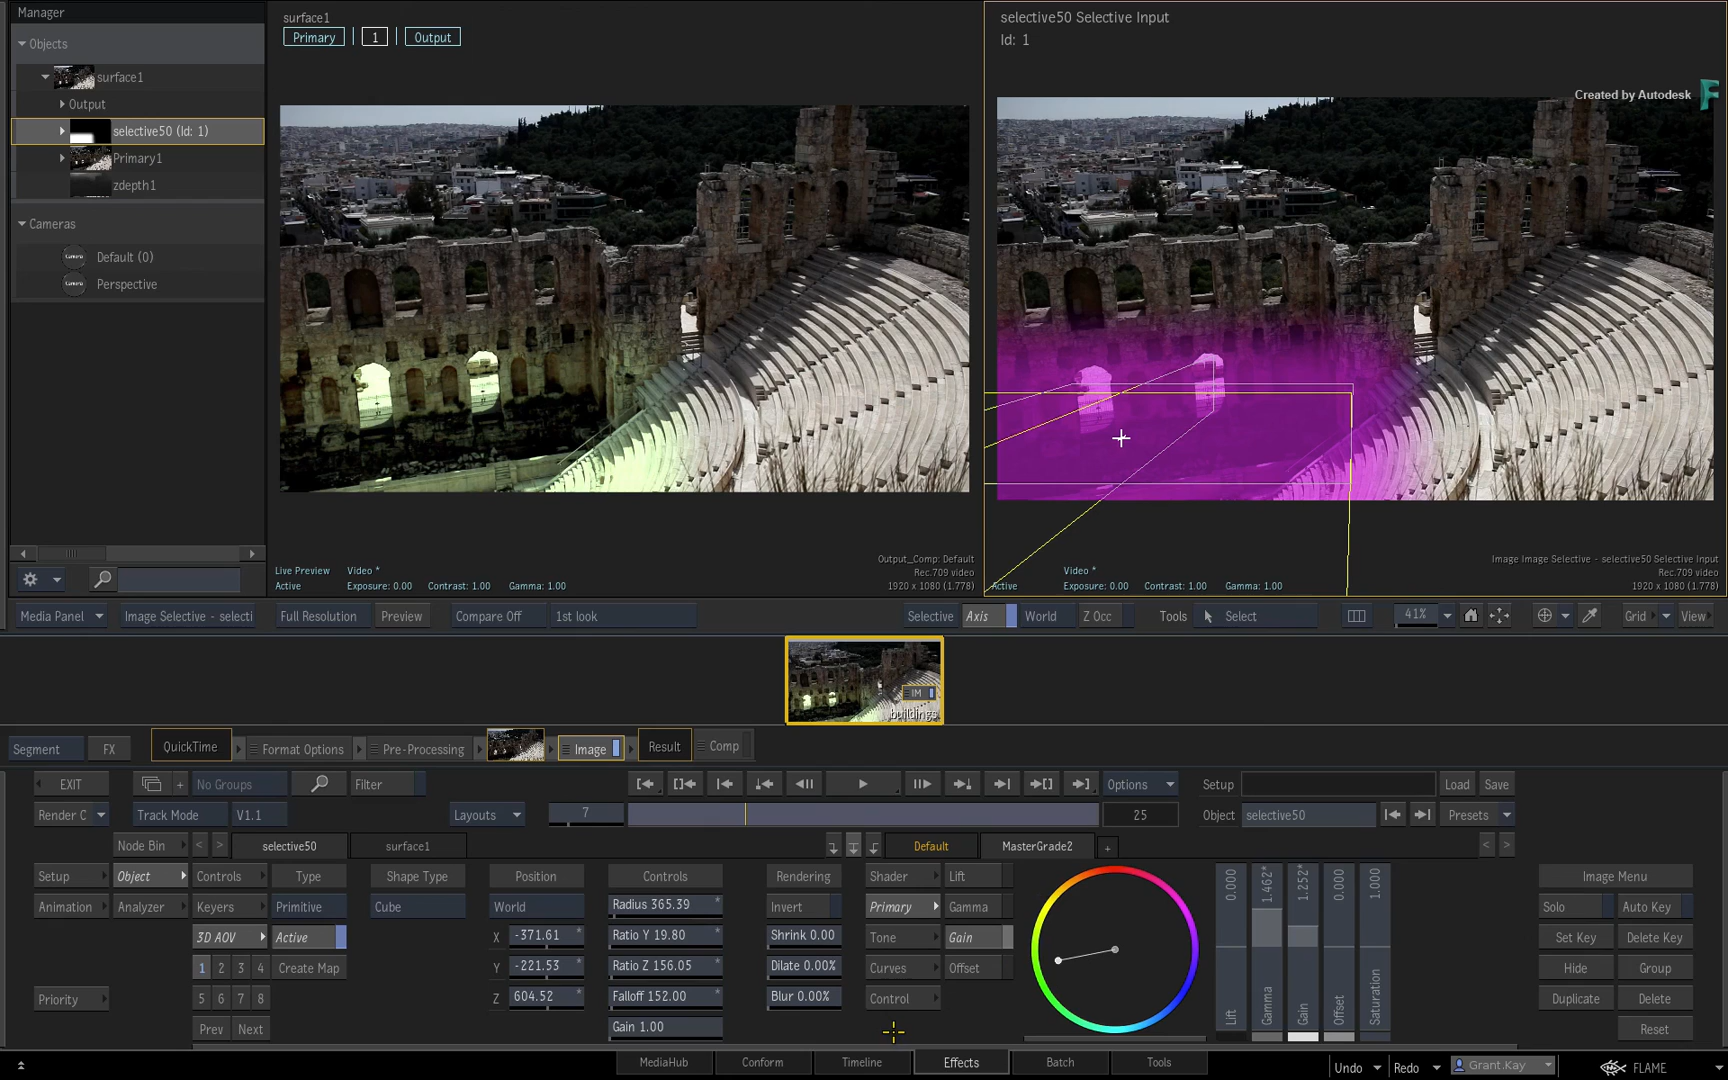 Manager
Objects
surface1
Output
selective50 (Id: 1)
Primary1
zdepth1
Cameras
Camera Default (0)
Camera Perspective
surface1
Primary | 1 | Output
Live Preview Video *
Active Exposure: 0.00 Contrast: 1.00 Gamma: 1.00
Output_Comp: Default
Rec.709 video
1920 x 1080 (1.778)
selective50 Selective Input
Id: 1
Created by Autodesk
Video *
Active Exposure: 0.00 Contrast: 1.00 Gamma: 1.00
Image Image Selective - selective50 Selective Input
Rec.709 video
1920 x 1080 (1.778)
Media Panel Image Selective - selecti Full Resolution Preview Compare Off 1st look Selective Axis World Z Occ Tools Select 41% Grid View
IM
buildings
Segment FX QuickTime Format Options Pre-Processing Image Result Comp
EXIT + No Groups Filter Options Setup Load Save
Render C Track Mode V1.1 Layouts 7 25 Object selective50 Presets
Node Bin < > selective50 surface1 Default MasterGrade2 + < >
Setup Object Controls Type Shape Type Position Controls Rendering Shader Lift Image Menu
Animation Analyzer Keyers Primitive Cube World Radius 365.39 * Invert Primary Gamma Solo Auto Key
3D AOV Active X -371.61 * Ratio Y 19.80 * Shrink 0.00 Tone Gain Set Key Delete Key
1 2 3 4 Create Map Y -221.53 * Ratio Z 156.05 * Dilate 0.00% Curves Offset Hide Group
Priority 5 6 7 8 Z 604.52 * Falloff 152.00 * Blur 0.00% Control Duplicate Delete
Prev Next Gain 1.00 Reset
0.000 1.462* 1.252* 0.000 1.000
Lift Gamma Gain Offset Saturation
MediaHub Conform Timeline Effects Batch Tools Undo Redo Grant.Kay FLAME